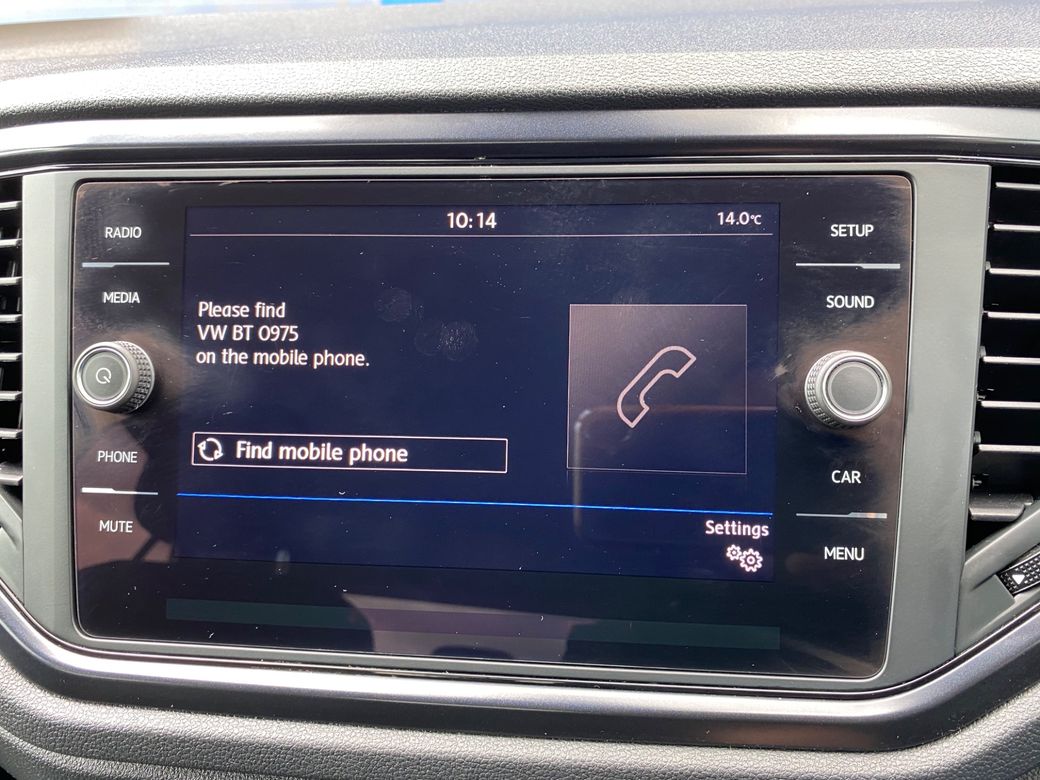 10:14
14.0°C
RADIO
MEDIA
PHONE
MUTE
Please find
VW BT 0975
on the mobile phone.
Find mobile phone
Settings
SETUP
SOUND
CAR
MENU